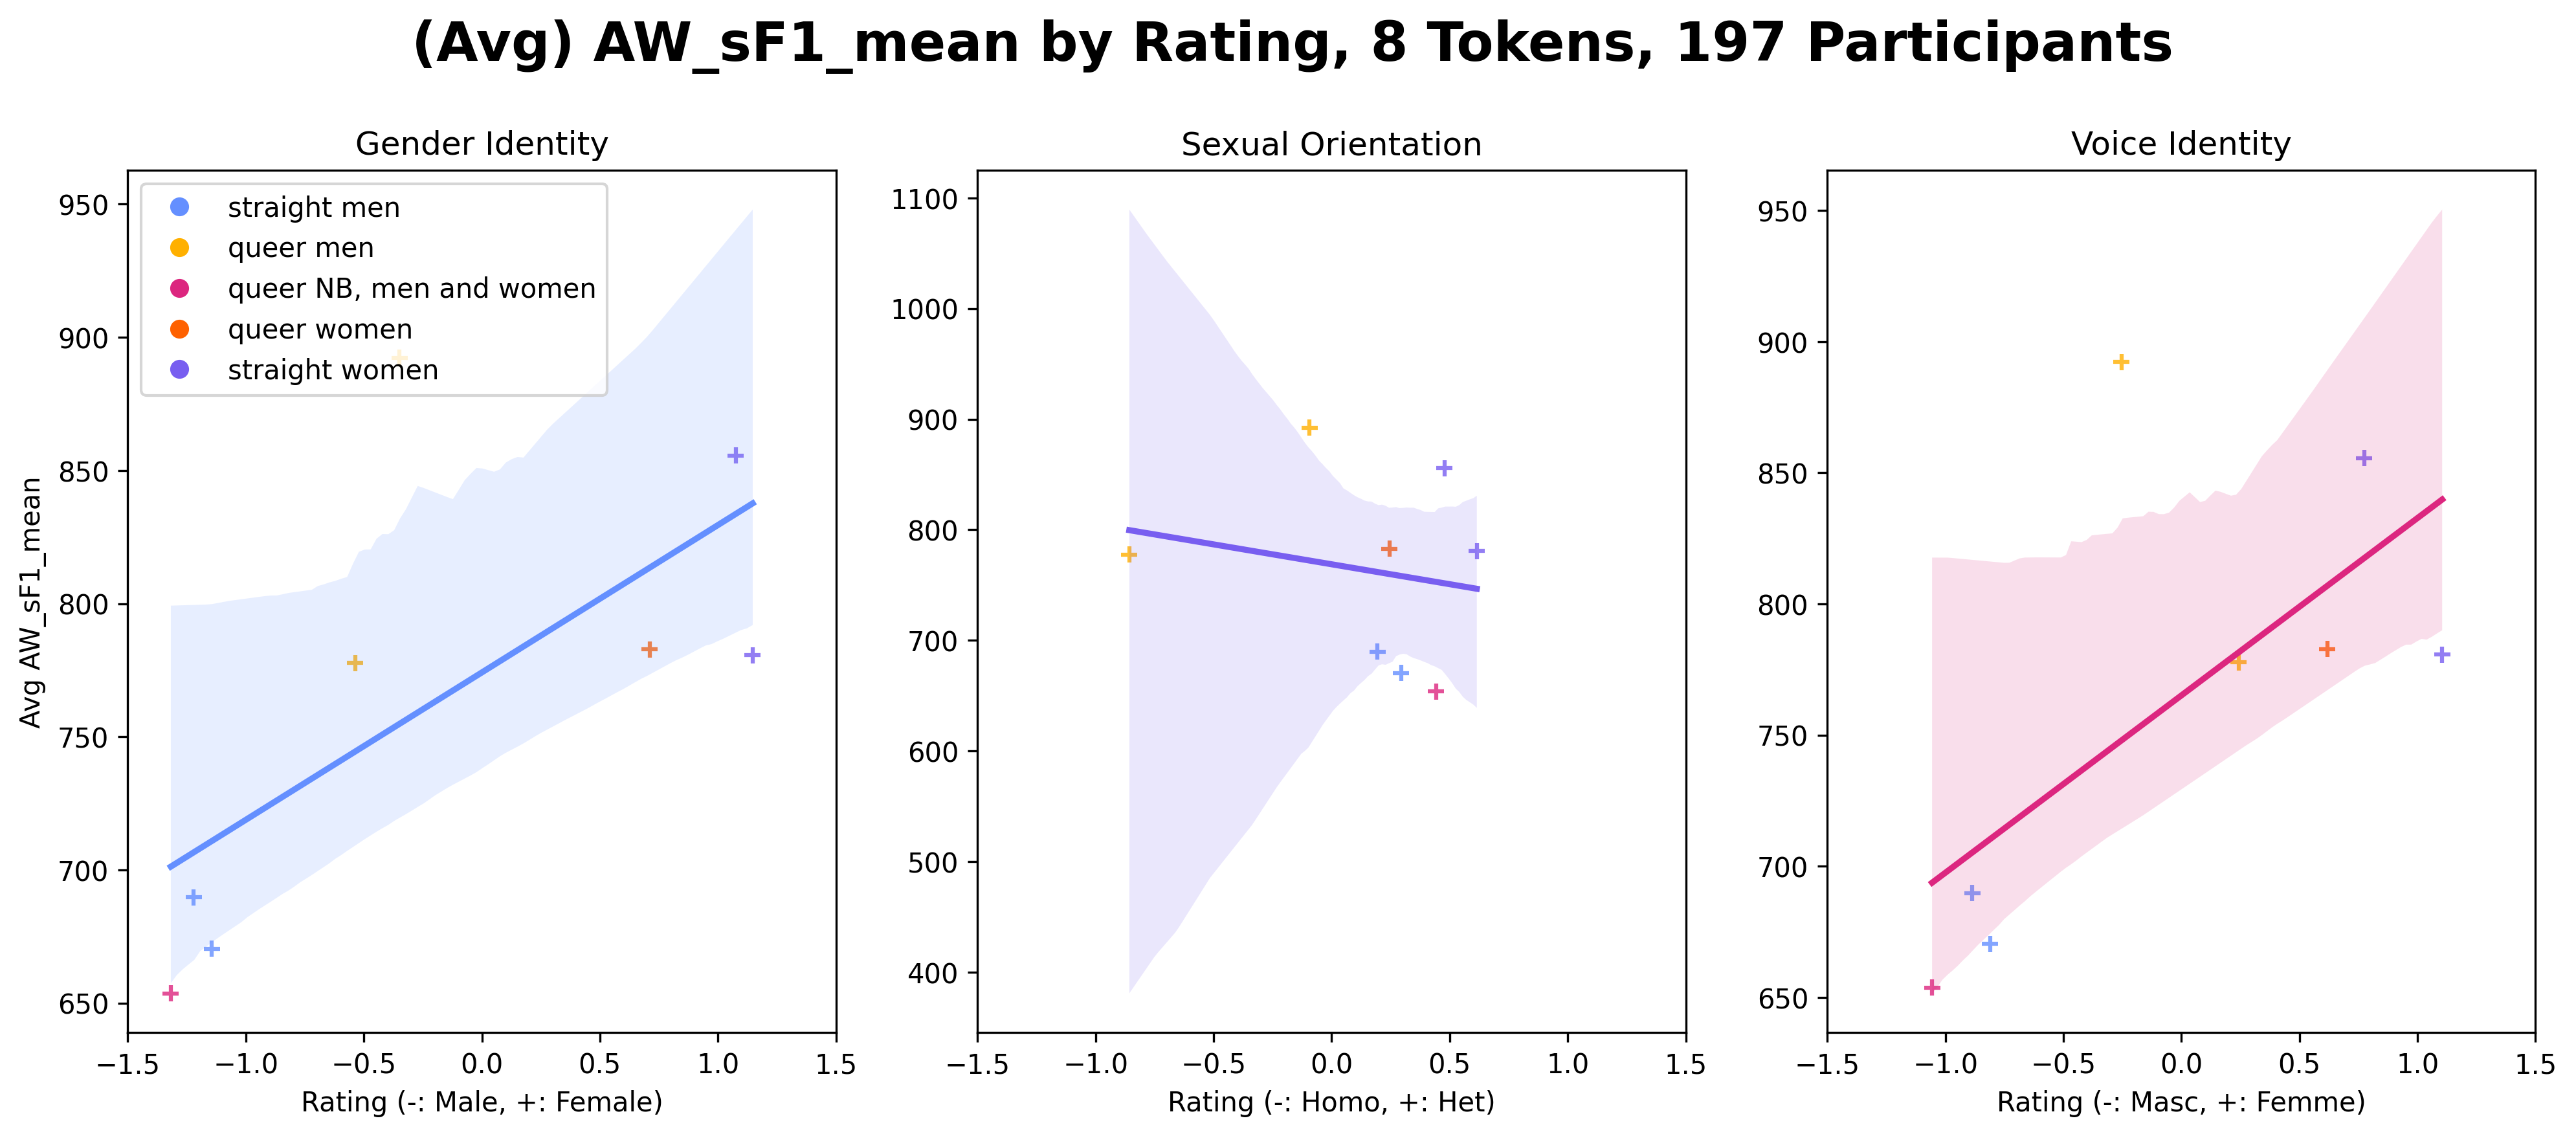 (Avg) AW_sF1_mean by Rating, 8 Tokens, 197 Participants
Gender Identity
straight men
queer men
queer NB, men and women
queer women
straight women
950
900
850
800
750
700
650
Avg AW_sF1_mean
−1.5 −1.0 −0.5 0.0 0.5 1.0 1.5
Rating (-: Male, +: Female)
Sexual Orientation
1100
1000
900
800
700
600
500
400
−1.5 −1.0 −0.5 0.0 0.5 1.0 1.5
Rating (-: Homo, +: Het)
Voice Identity
950
900
850
800
750
700
650
−1.5 −1.0 −0.5 0.0 0.5 1.0 1.5
Rating (-: Masc, +: Femme)